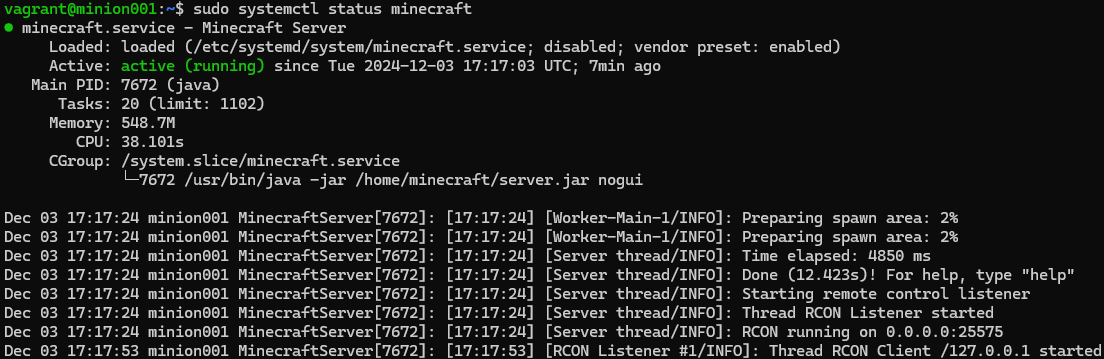 vagrant@minion001:~$ sudo systemctl status minecraft
● minecraft.service - Minecraft Server
     Loaded: loaded (/etc/systemd/system/minecraft.service; disabled; vendor preset: enabled)
     Active: active (running) since Tue 2024-12-03 17:17:03 UTC; 7min ago
   Main PID: 7672 (java)
      Tasks: 20 (limit: 1102)
     Memory: 548.7M
        CPU: 38.101s
     CGroup: /system.slice/minecraft.service
             └─7672 /usr/bin/java -jar /home/minecraft/server.jar nogui

Dec 03 17:17:24 minion001 MinecraftServer[7672]: [17:17:24] [Worker-Main-1/INFO]: Preparing spawn area: 2%
Dec 03 17:17:24 minion001 MinecraftServer[7672]: [17:17:24] [Worker-Main-1/INFO]: Preparing spawn area: 2%
Dec 03 17:17:24 minion001 MinecraftServer[7672]: [17:17:24] [Server thread/INFO]: Time elapsed: 4850 ms
Dec 03 17:17:24 minion001 MinecraftServer[7672]: [17:17:24] [Server thread/INFO]: Done (12.423s)! For help, type "help"
Dec 03 17:17:24 minion001 MinecraftServer[7672]: [17:17:24] [Server thread/INFO]: Starting remote control listener
Dec 03 17:17:24 minion001 MinecraftServer[7672]: [17:17:24] [Server thread/INFO]: Thread RCON Listener started
Dec 03 17:17:24 minion001 MinecraftServer[7672]: [17:17:24] [Server thread/INFO]: RCON running on 0.0.0.0:25575
Dec 03 17:17:53 minion001 MinecraftServer[7672]: [17:17:53] [RCON Listener #1/INFO]: Thread RCON Client /127.0.0.1 started